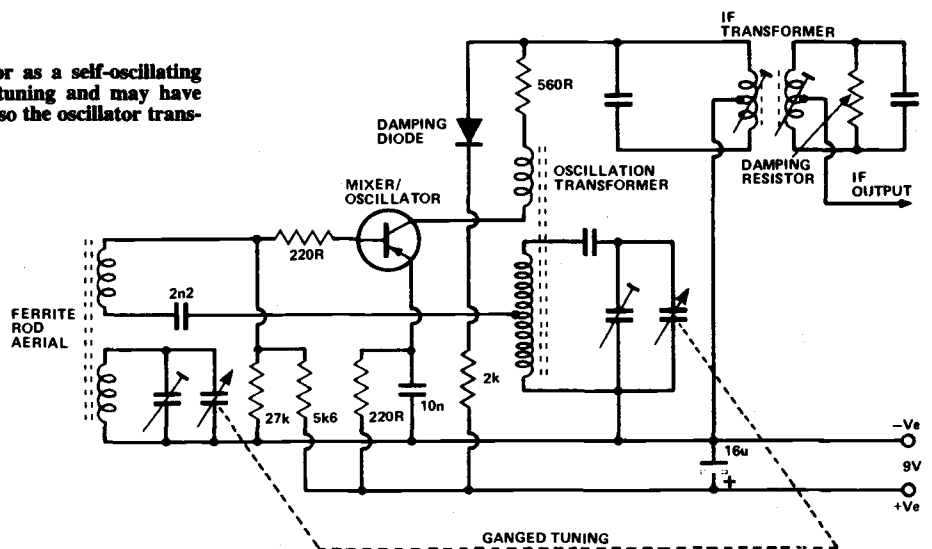 or as a self-oscillating
tuning and may have
so the oscillator trans-
IF
TRANSFORMER
560R
DAMPING
DIODE
OSCILLATION
TRANSFORMER
DAMPING
RESISTOR
IF
OUTPUT
MIXER/
OSCILLATOR
220R
2n2
FERRITE
ROD
AERIAL
27k
5k6
220R
10n
2k
16u
+
–Ve
9V
+Ve
GANGED TUNING